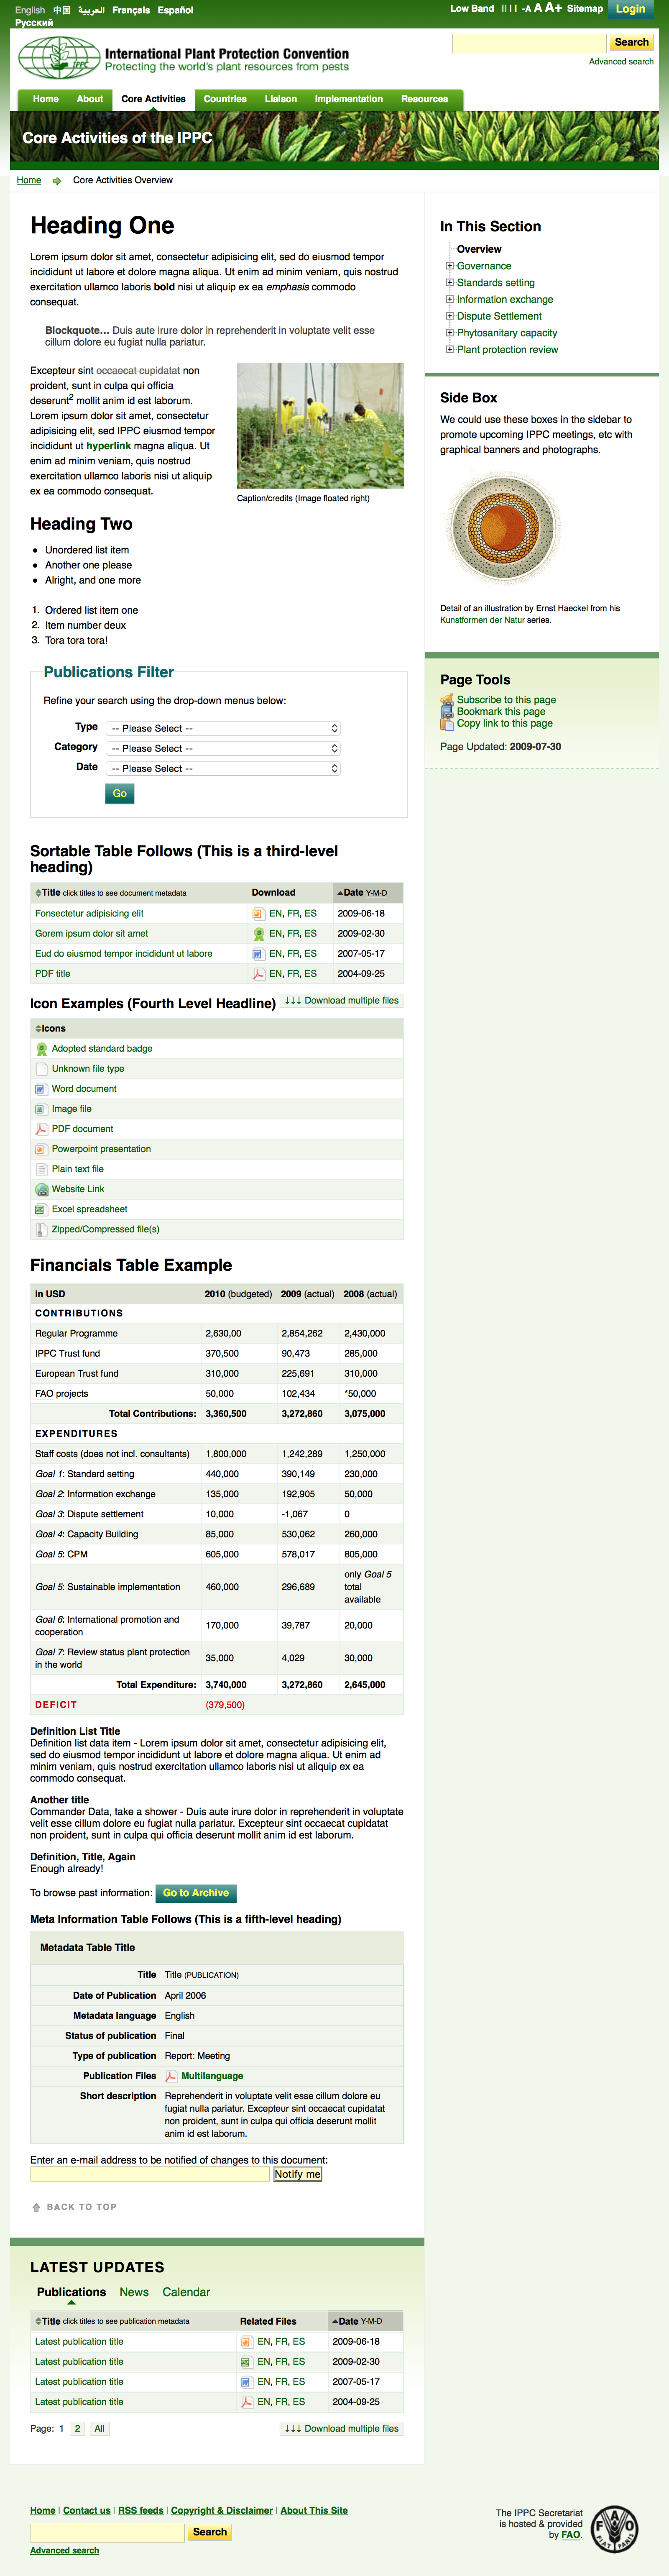 English 中国 العربية Français Español
Русский
Low Band -A A A+ Sitemap Login
IPPC
International Plant Protection Convention
Protecting the world's plant resources from pests
Search
Advanced search
Home About Core Activities Countries Liaison Implementation Resources
Core Activities of the IPPC
Home Core Activities Overview
Heading One
Lorem ipsum dolor sit amet, consectetur adipisicing elit, sed do eiusmod tempor
incididunt ut labore et dolore magna aliqua. Ut enim ad minim veniam, quis nostrud
exercitation ullamco laboris bold nisi ut aliquip ex ea emphasis commodo
consequat.
Blockquote... Duis aute irure dolor in reprehenderit in voluptate velit esse
cillum dolore eu fugiat nulla pariatur.
Excepteur sint occaecat cupidatat non
proident, sunt in culpa qui officia
deserunt2 mollit anim id est laborum.
Lorem ipsum dolor sit amet, consectetur
adipisicing elit, sed IPPC eiusmod tempor
incididunt ut hyperlink magna aliqua. Ut
enim ad minim veniam, quis nostrud
exercitation ullamco laboris nisi ut aliquip
ex ea commodo consequat.
Caption/credits (Image floated right)
Heading Two
• Unordered list item
• Another one please
• Alright, and one more
1. Ordered list item one
2. Item number deux
3. Tora tora tora!
Publications Filter
Refine your search using the drop-down menus below:
Type -- Please Select --
Category -- Please Select --
Date -- Please Select --
Go
Sortable Table Follows (This is a third-level
heading)
Title click titles to see document metadata Download Date Y-M-D
Fonsectetur adipisicing elit EN, FR, ES 2009-06-18
Gorem ipsum dolor sit amet EN, FR, ES 2009-02-30
Eud do eiusmod tempor incididunt ut labore EN, FR, ES 2007-05-17
PDF title EN, FR, ES 2004-09-25
Icon Examples (Fourth Level Headline) ↓↓↓ Download multiple files
Icons
Adopted standard badge
Unknown file type
Word document
Image file
PDF document
Powerpoint presentation
Plain text file
Website Link
Excel spreadsheet
Zipped/Compressed file(s)
Financials Table Example
in USD 2010 (budgeted) 2009 (actual) 2008 (actual)
CONTRIBUTIONS
Regular Programme 2,630,00 2,854,262 2,430,000
IPPC Trust fund 370,500 90,473 285,000
European Trust fund 310,000 225,691 310,000
FAO projects 50,000 102,434 *50,000
Total Contributions: 3,360,500 3,272,860 3,075,000
EXPENDITURES
Staff costs (does not incl. consultants) 1,800,000 1,242,289 1,250,000
Goal 1: Standard setting 440,000 390,149 230,000
Goal 2: Information exchange 135,000 192,905 50,000
Goal 3: Dispute settlement 10,000 -1,067 0
Goal 4: Capacity Building 85,000 530,062 260,000
Goal 5: CPM 605,000 578,017 805,000
Goal 5: Sustainable implementation 460,000 296,689 only Goal 5
total
available
Goal 6: International promotion and
cooperation 170,000 39,787 20,000
Goal 7: Review status plant protection
in the world 35,000 4,029 30,000
Total Expenditure: 3,740,000 3,272,860 2,645,000
DEFICIT (379,500)
Definition List Title
Definition list data item - Lorem ipsum dolor sit amet, consectetur adipisicing elit,
sed do eiusmod tempor incididunt ut labore et dolore magna aliqua. Ut enim ad
minim veniam, quis nostrud exercitation ullamco laboris nisi ut aliquip ex ea
commodo consequat.
Another title
Commander Data, take a shower - Duis aute irure dolor in reprehenderit in voluptate
velit esse cillum dolore eu fugiat nulla pariatur. Excepteur sint occaecat cupidatat
non proident, sunt in culpa qui officia deserunt mollit anim id est laborum.
Definition, Title, Again
Enough already!
To browse past information: Go to Archive
Meta Information Table Follows (This is a fifth-level heading)
Metadata Table Title
Title Title (PUBLICATION)
Date of Publication April 2006
Metadata language English
Status of publication Final
Type of publication Report: Meeting
Publication Files Multilanguage
Short description Reprehenderit in voluptate velit esse cillum dolore eu
fugiat nulla pariatur. Excepteur sint occaecat cupidatat
non proident, sunt in culpa qui officia deserunt mollit
anim id est laborum.
Enter an e-mail address to be notified of changes to this document:
Notify me
BACK TO TOP
LATEST UPDATES
Publications News Calendar
Title click titles to see publication metadata Related Files Date Y-M-D
Latest publication title EN, FR, ES 2009-06-18
Latest publication title EN, FR, ES 2009-02-30
Latest publication title EN, FR, ES 2007-05-17
Latest publication title EN, FR, ES 2004-09-25
Page: 1 2 All ↓↓↓ Download multiple files
In This Section
Overview
Governance
Standards setting
Information exchange
Dispute Settlement
Phytosanitary capacity
Plant protection review
Side Box
We could use these boxes in the sidebar to
promote upcoming IPPC meetings, etc with
graphical banners and photographs.
Detail of an illustration by Ernst Haeckel from his
Kunstformen der Natur series.
Page Tools
Subscribe to this page
Bookmark this page
Copy link to this page
Page Updated: 2009-07-30
Home | Contact us | RSS feeds | Copyright & Disclaimer | About This Site
Search
Advanced search
The IPPC Secretariat
is hosted & provided
by FAO.
FAO
FIAT PANIS